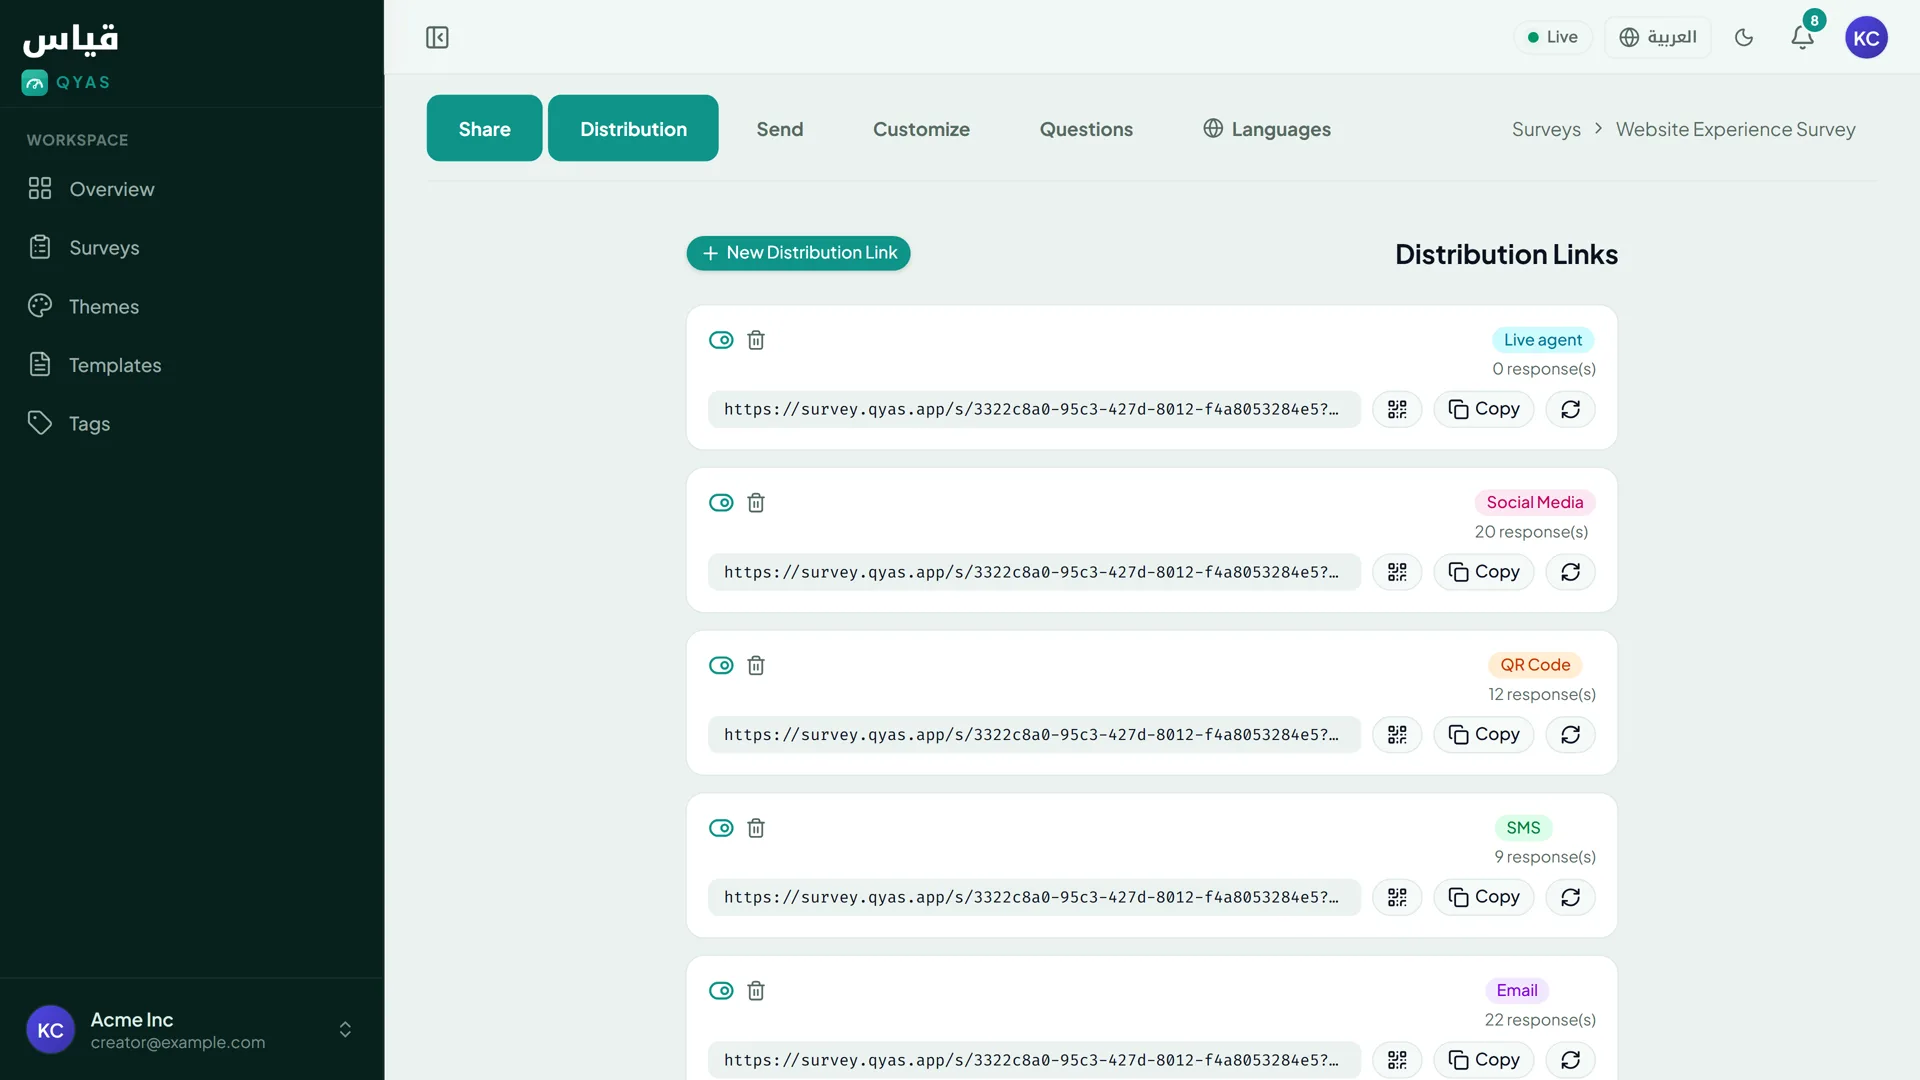 قياس
QYAS
WORKSPACE
Overview
Surveys
Themes
Templates
Tags
KC
Acme Inc
creator@example.com
Live
العربية
8
KC
Share
Distribution
Send
Customize
Questions
Languages
Surveys > Website Experience Survey
New Distribution Link
Distribution Links
Live agent
0 response(s)
https://survey.qyas.app/s/3322c8a0-95c3-427d-8012-f4a8053284e5?…
Copy
Social Media
20 response(s)
https://survey.qyas.app/s/3322c8a0-95c3-427d-8012-f4a8053284e5?…
Copy
QR Code
12 response(s)
https://survey.qyas.app/s/3322c8a0-95c3-427d-8012-f4a8053284e5?…
Copy
SMS
9 response(s)
https://survey.qyas.app/s/3322c8a0-95c3-427d-8012-f4a8053284e5?…
Copy
Email
22 response(s)
https://survey.qyas.app/s/3322c8a0-95c3-427d-8012-f4a8053284e5?…
Copy